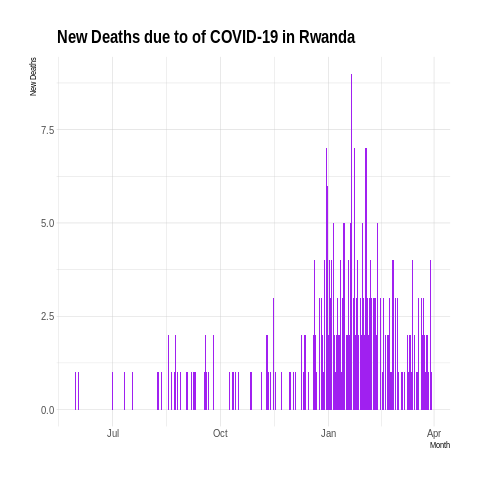 New Deaths due to of COVID-19 in Rwanda
New Deaths
7.5
5.0
2.5
0.0
Jul Oct Jan Apr
Month